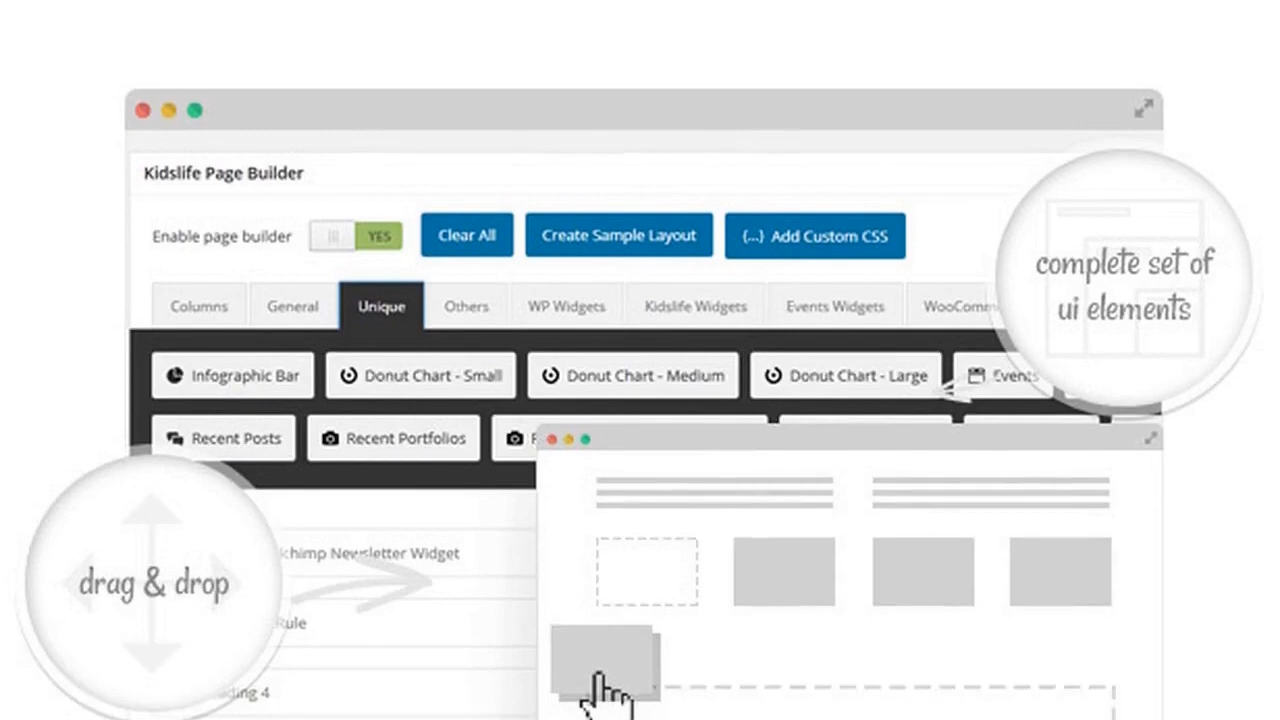 Kidslife Page Builder
Enable page builder YES Clear All Create Sample Layout {...} Add Custom CSS
Columns General Unique Others WP Widgets Kidslife Widgets Events Widgets
complete set of
ui elements
Infographic Bar Donut Chart - Small Donut Chart - Medium Donut Chart - Large Events
Recent Posts Recent Portfolios
Newsletter Widget
drag & drop
Rule
4